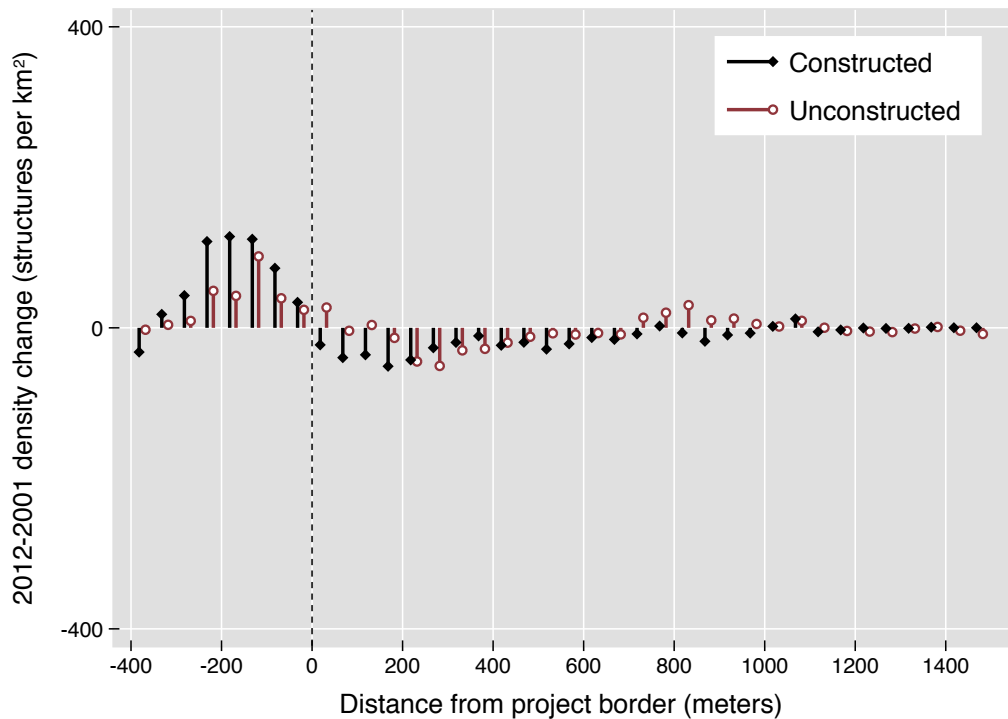 2012-2001 density change (structures per km²)
400
0
-400
Constructed
Unconstructed
-400 -200 0 200 400 600 800 1000 1200 1400
Distance from project border (meters)